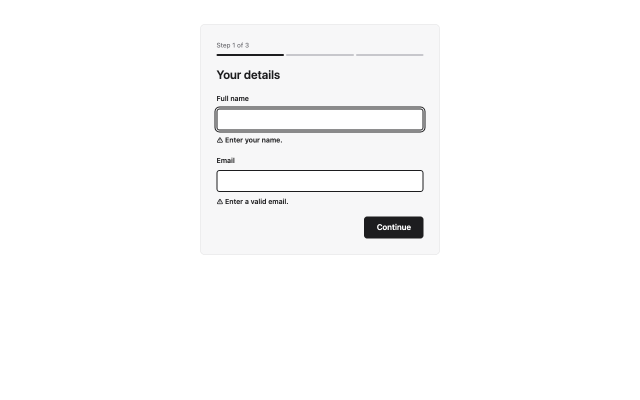 Step 1 of 3
Your details
Full name
⚠ Enter your name.
Email
⚠ Enter a valid email.
Continue